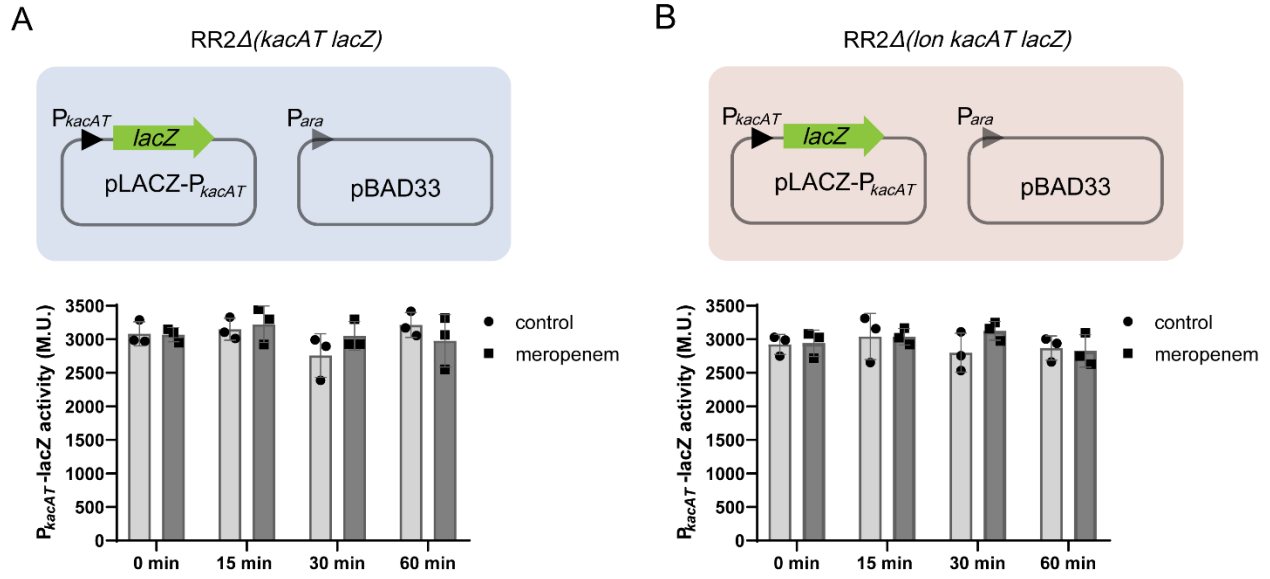 A
RR2Δ(kacAT lacZ)
PkacAT
lacZ
pLACZ-PkacAT
Para
pBAD33
PkacAT-lacZ activity (M.U.)
3500
3000
2500
2000
1500
1000
500
0
0 min 15 min 30 min 60 min
control
meropenem
B
RR2Δ(lon kacAT lacZ)
PkacAT
lacZ
pLACZ-PkacAT
Para
pBAD33
PkacAT-lacZ activity (M.U.)
3500
3000
2500
2000
1500
1000
500
0
0 min 15 min 30 min 60 min
control
meropenem